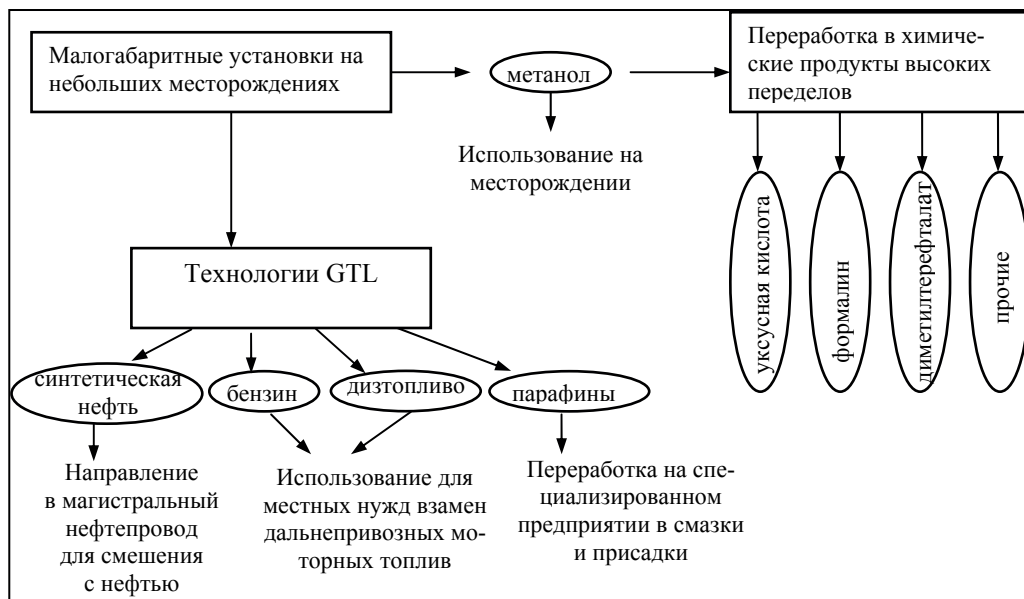 Малогабаритные установки на
небольших месторождениях
метанол
Переработка в химиче-
ские продукты высоких
переделов
Использование на
месторождении
уксусная кислота
формалин
диметилтерефталат
прочие
Технологии GTL
синтетическая
нефть
бензин
дизтопливо
парафины
Направление
в магистральный
нефтепровод
для смешения
с нефтью
Использование для
местных нужд взамен
дальнепривозных мо-
торных топлив
Переработка на спе-
циализированном
предприятии в смазки
и присадки